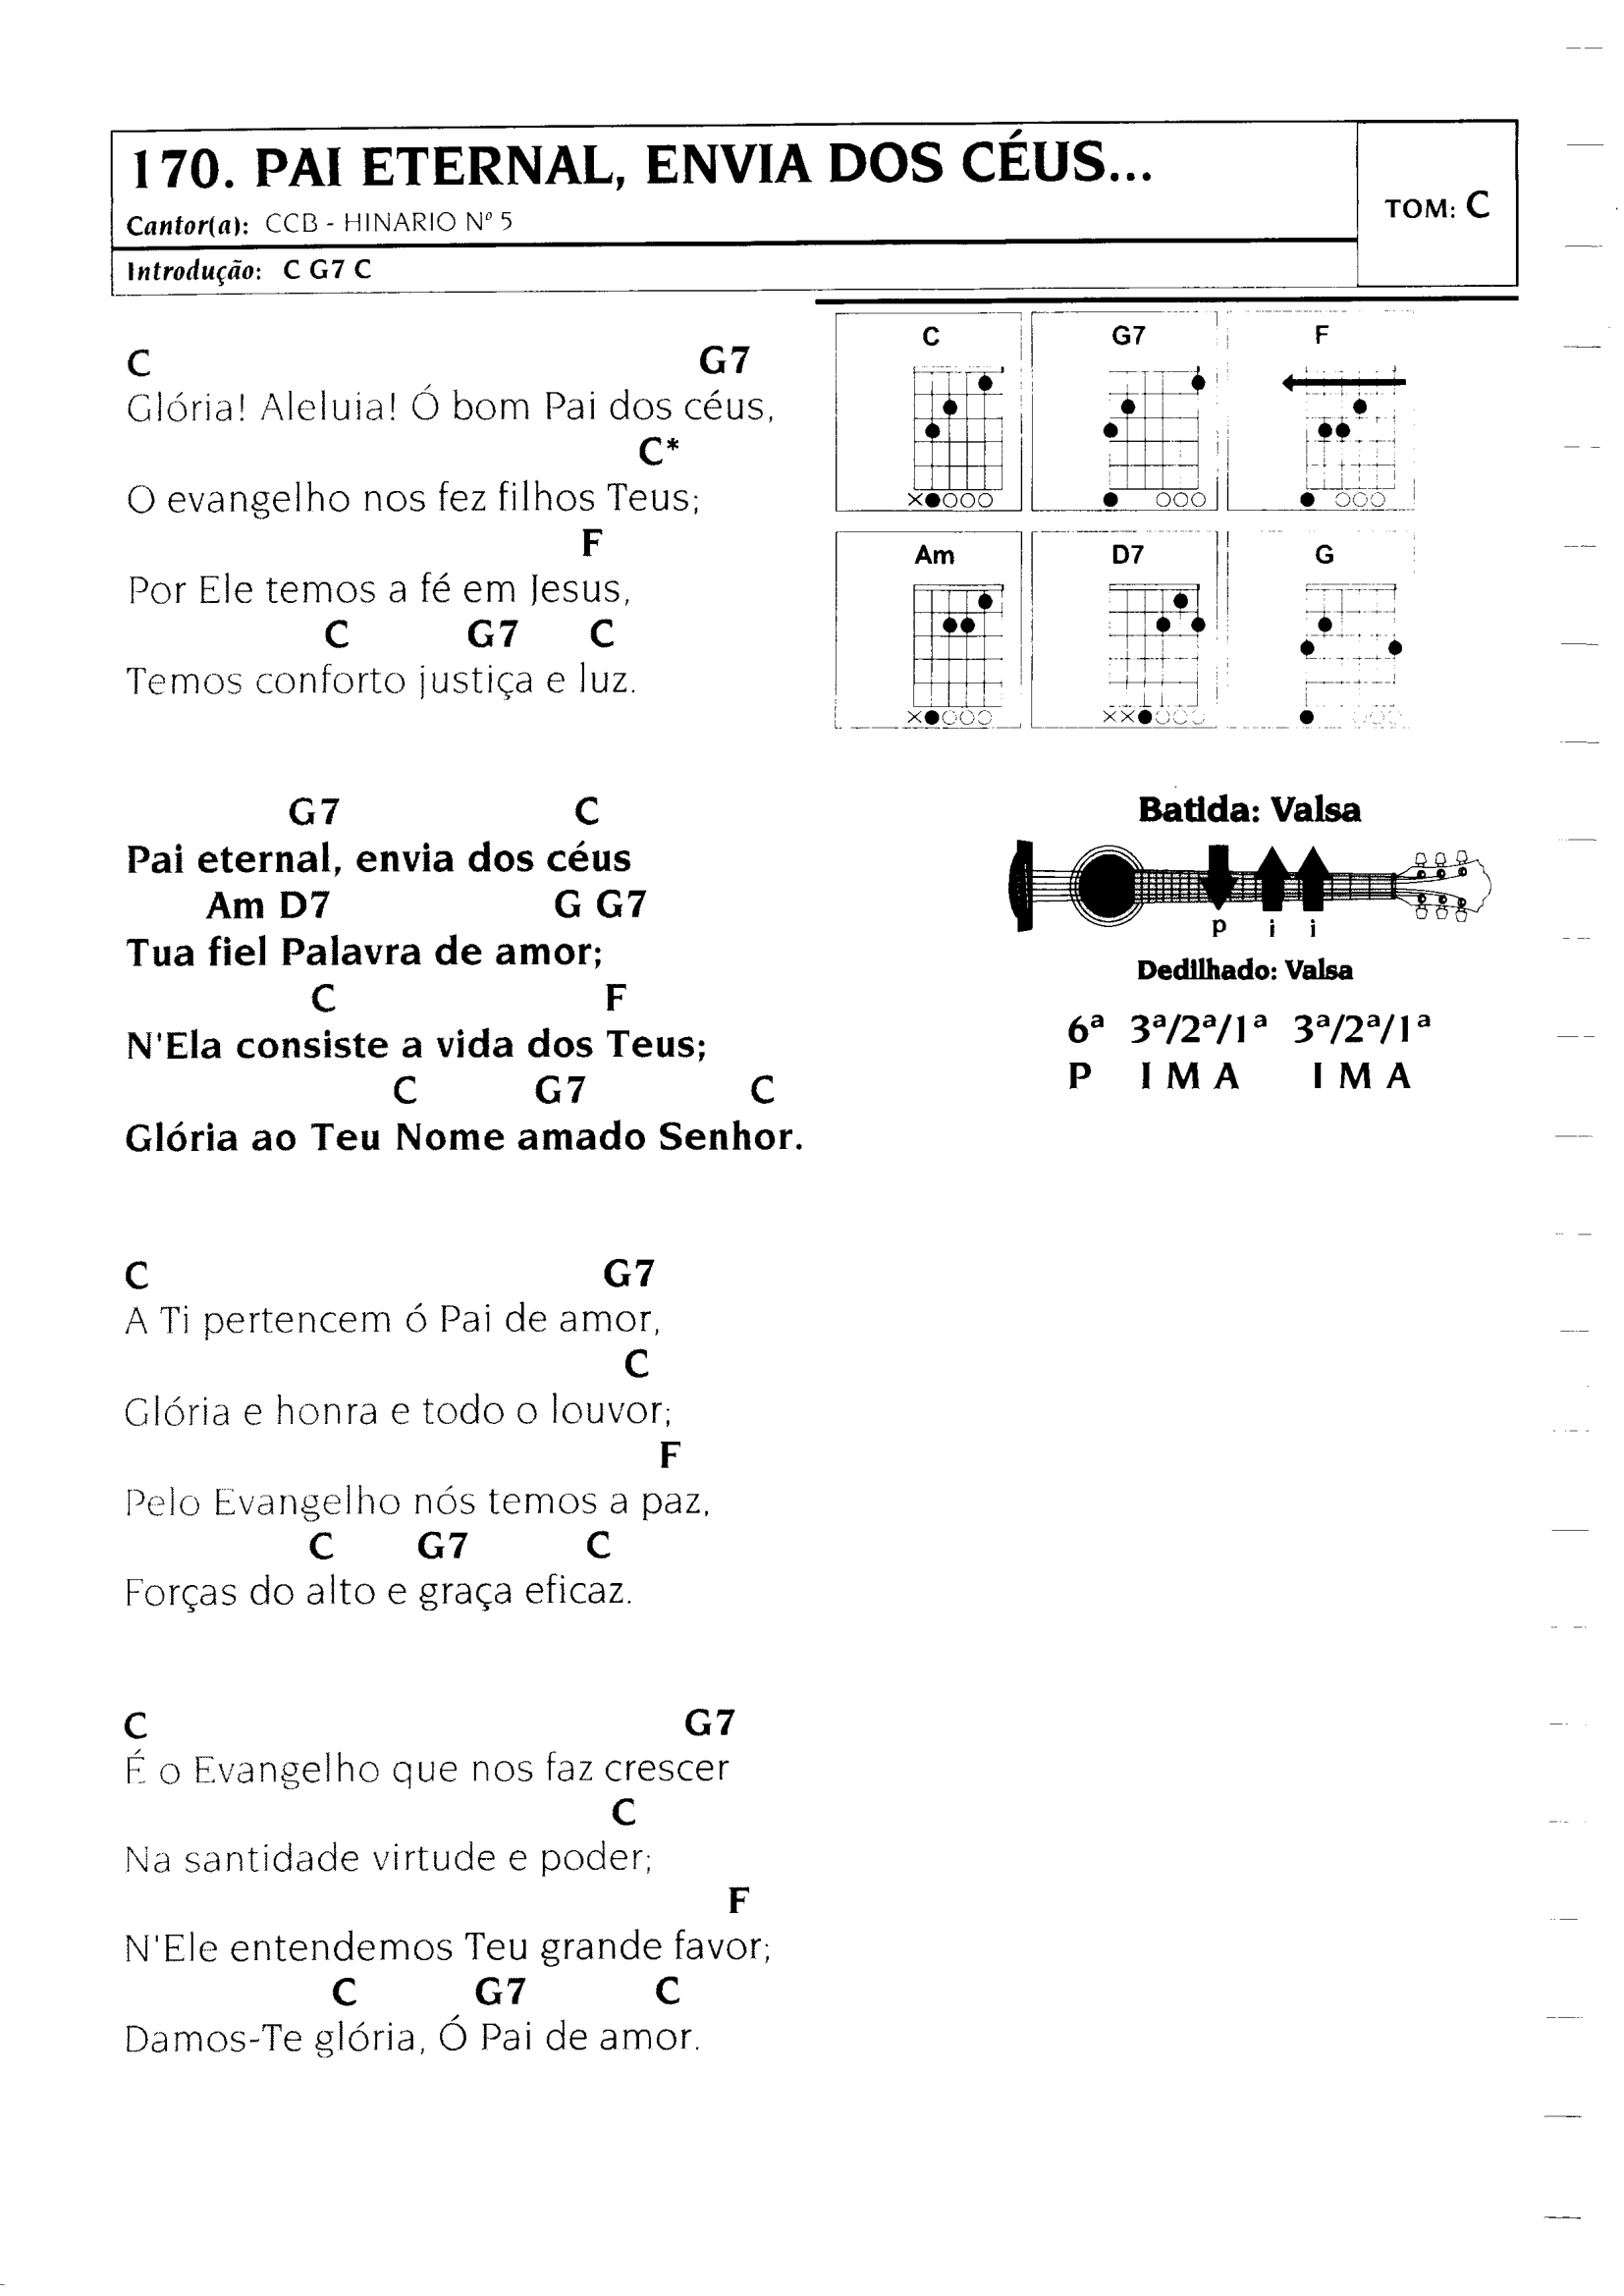 170. PAI ETERNAL, ENVIA DOS CÉUS...
Cantor(a): CCB - HINARIO Nº 5
TOM: C
Introdução: C G7 C
C G7
Glória! Aleluia! Ó bom Pai dos céus,
C*
O evangelho nos fez filhos Teus;
F
Por Ele temos a fé em Jesus,
C G7 C
Temos conforto justiça e luz.
G7 C
Pai eternal, envia dos céus
Am D7 G G7
Tua fiel Palavra de amor;
C F
N'Ela consiste a vida dos Teus;
C G7 C
Glória ao Teu Nome amado Senhor.
C G7
A Ti pertencem ó Pai de amor,
C
Glória e honra e todo o louvor;
F
Pelo Evangelho nós temos a paz,
C G7 C
Forças do alto e graça eficaz.
C G7
É o Evangelho que nos faz crescer
C
Na santidade virtude e poder;
F
N'Ele entendemos Teu grande favor;
C G7 C
Damos-Te glória, Ó Pai de amor.
C G7 F
Am D7 G
Batida: Valsa
p i i
Dedilhado: Valsa
6ª 3ª/2ª/1ª 3ª/2ª/1ª
P I M A I M A